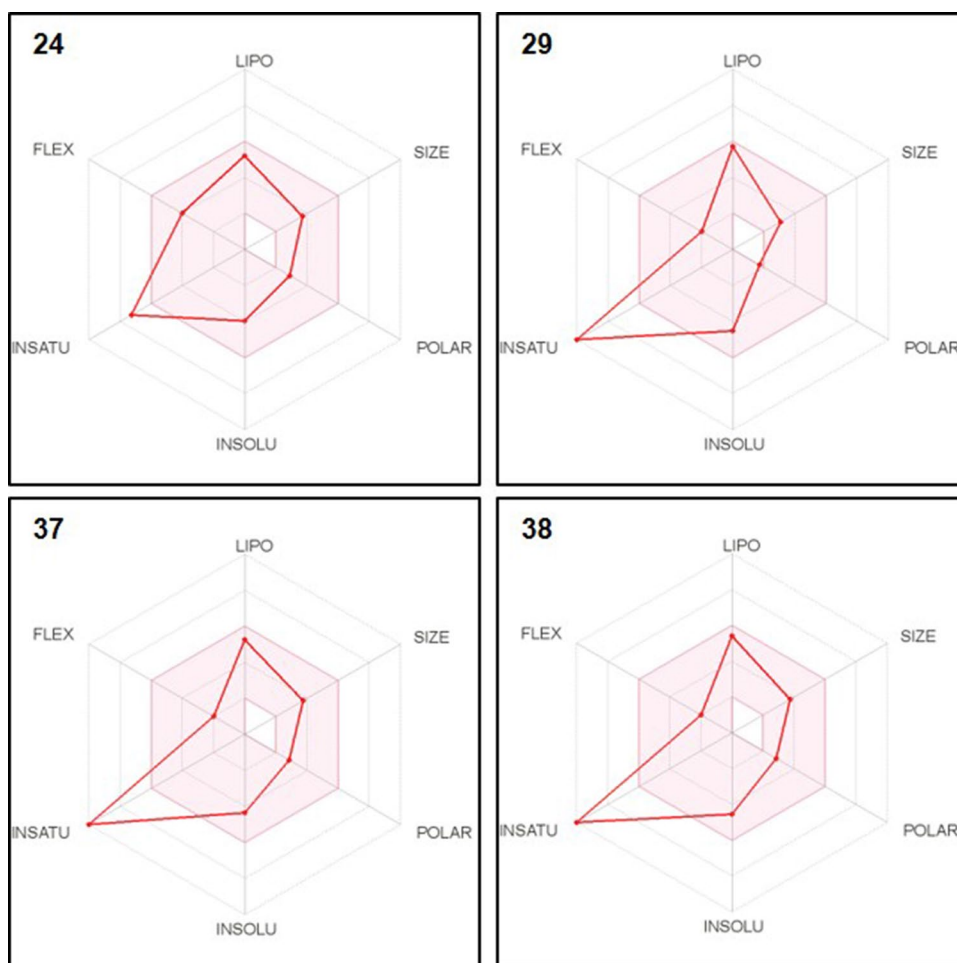 24
LIPO
FLEX
SIZE
INSATU
POLAR
INSOLU
29
LIPO
FLEX
SIZE
INSATU
POLAR
INSOLU
37
LIPO
FLEX
SIZE
INSATU
POLAR
INSOLU
38
LIPO
FLEX
SIZE
INSATU
POLAR
INSOLU